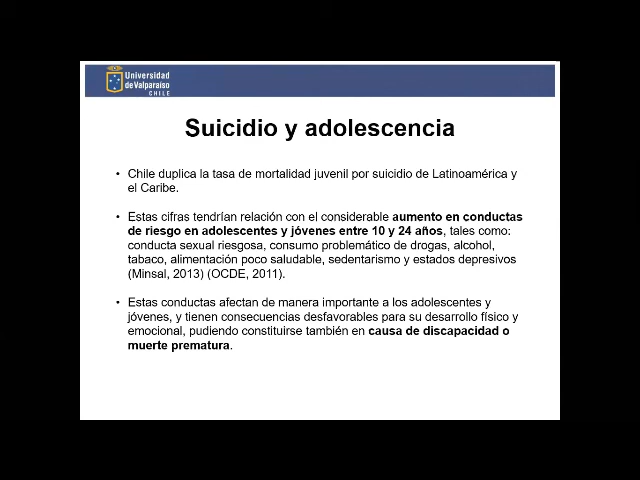 Universidad
de Valparaíso
CHILE
Suicidio y adolescencia
• Chile duplica la tasa de mortalidad juvenil por suicidio de Latinoamérica y
el Caribe.
• Estas cifras tendrían relación con el considerable aumento en conductas
de riesgo en adolescentes y jóvenes entre 10 y 24 años, tales como:
conducta sexual riesgosa, consumo problemático de drogas, alcohol,
tabaco, alimentación poco saludable, sedentarismo y estados depresivos
(Minsal, 2013) (OCDE, 2011).
• Estas conductas afectan de manera importante a los adolescentes y
jóvenes, y tienen consecuencias desfavorables para su desarrollo físico y
emocional, pudiendo constituirse también en causa de discapacidad o
muerte prematura.